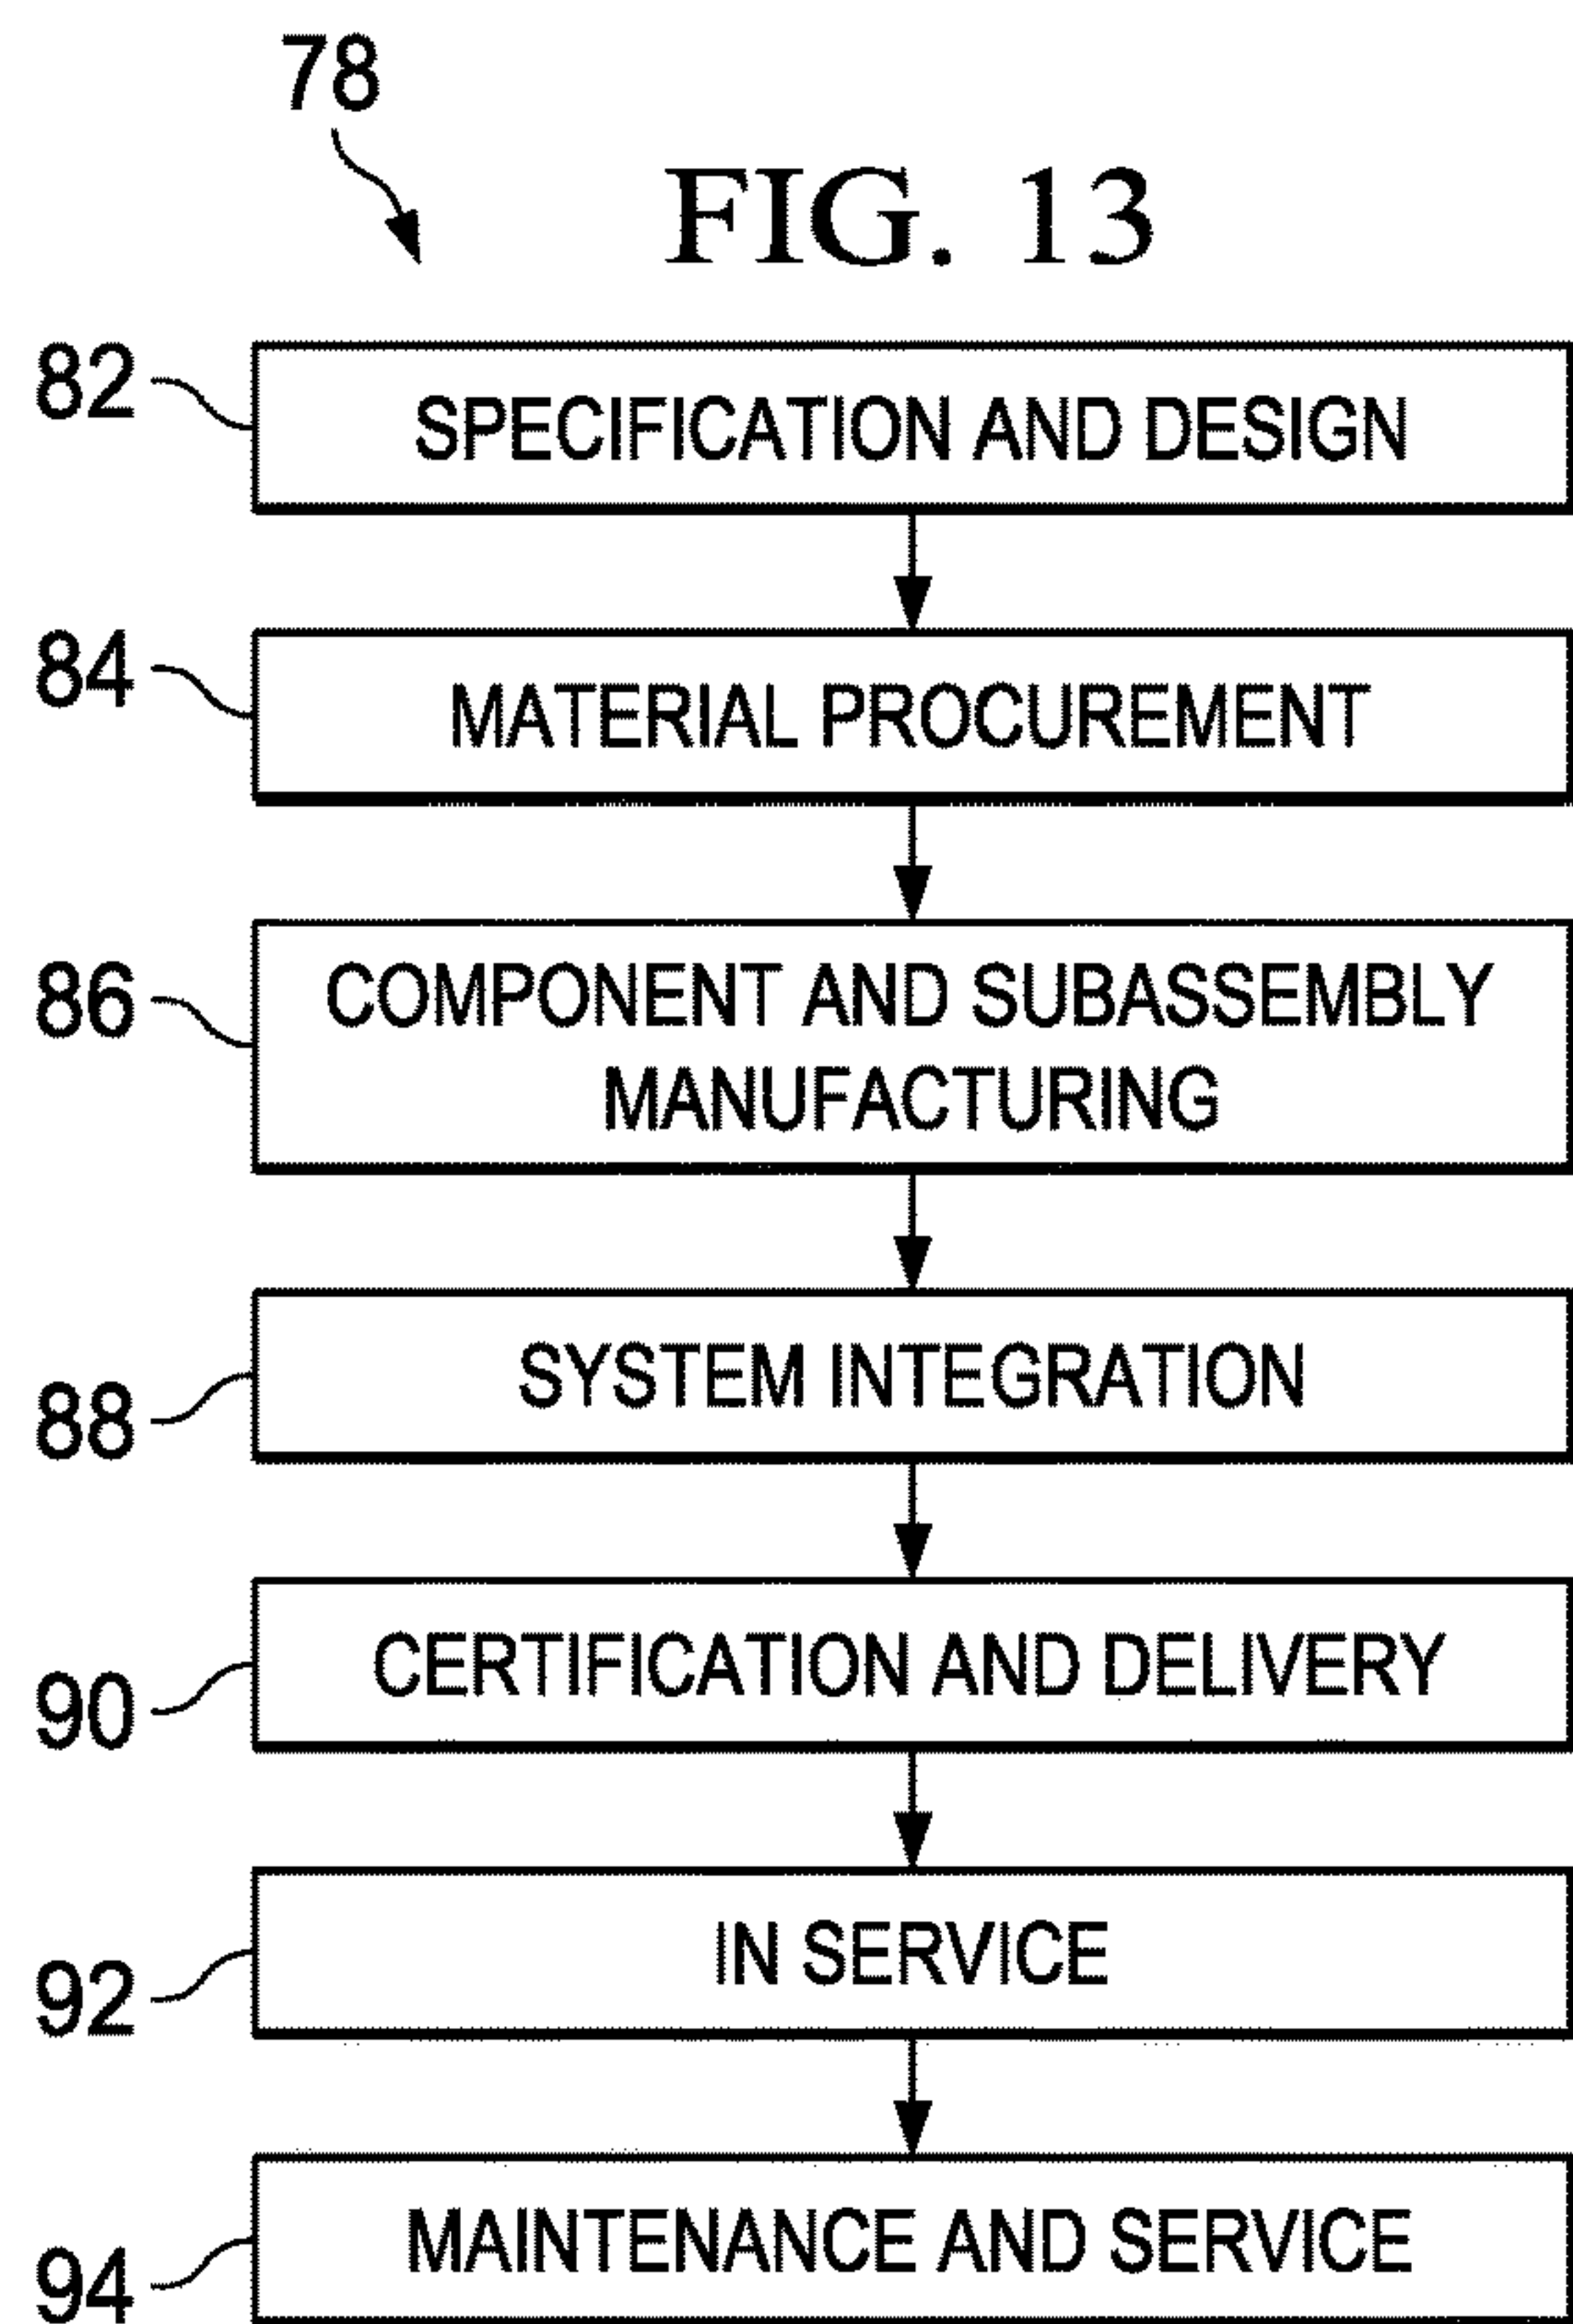 78
FIG. 13
82
SPECIFICATION AND DESIGN
84
MATERIAL PROCUREMENT
86
COMPONENT AND SUBASSEMBLY
MANUFACTURING
88
SYSTEM INTEGRATION
90
CERTIFICATION AND DELIVERY
92
IN SERVICE
94
MAINTENANCE AND SERVICE